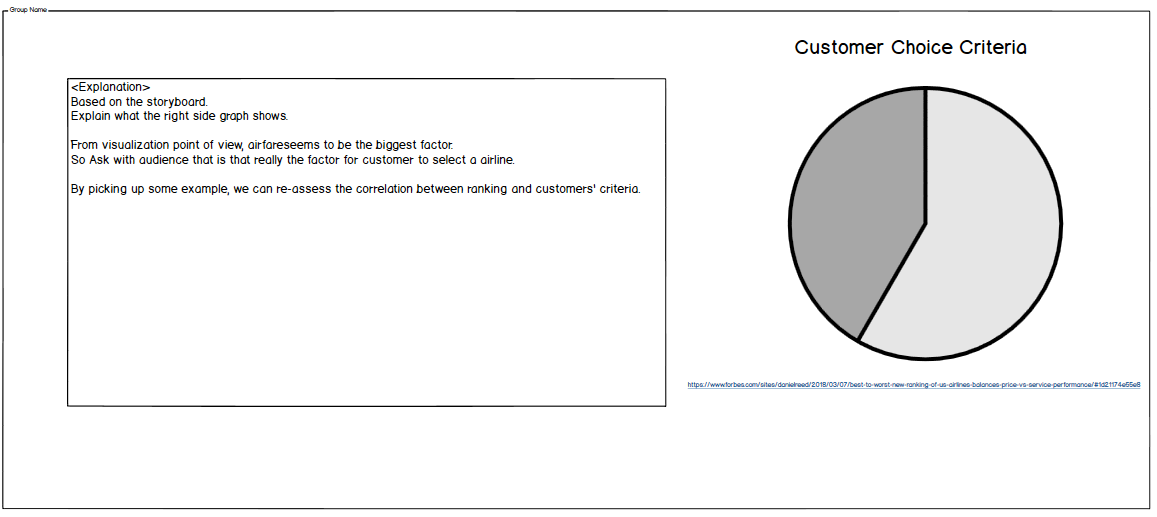 Group Name
Customer Choice Criteria
<Explanation>
Based on the storyboard.
Explain what the right side graph shows.
From visualization point of view, airfareseems to be the biggest factor.
So Ask with audience that is that really the factor for customer to select a airline.
By picking up some example, we can re-assess the correlation between ranking and customers' criteria.
https://www.forbes.com/sites/danielreed/2018/03/07/best-to-worst-new-ranking-of-us-airlines-balances-price-vs-service-performance/#1d21174e55e8